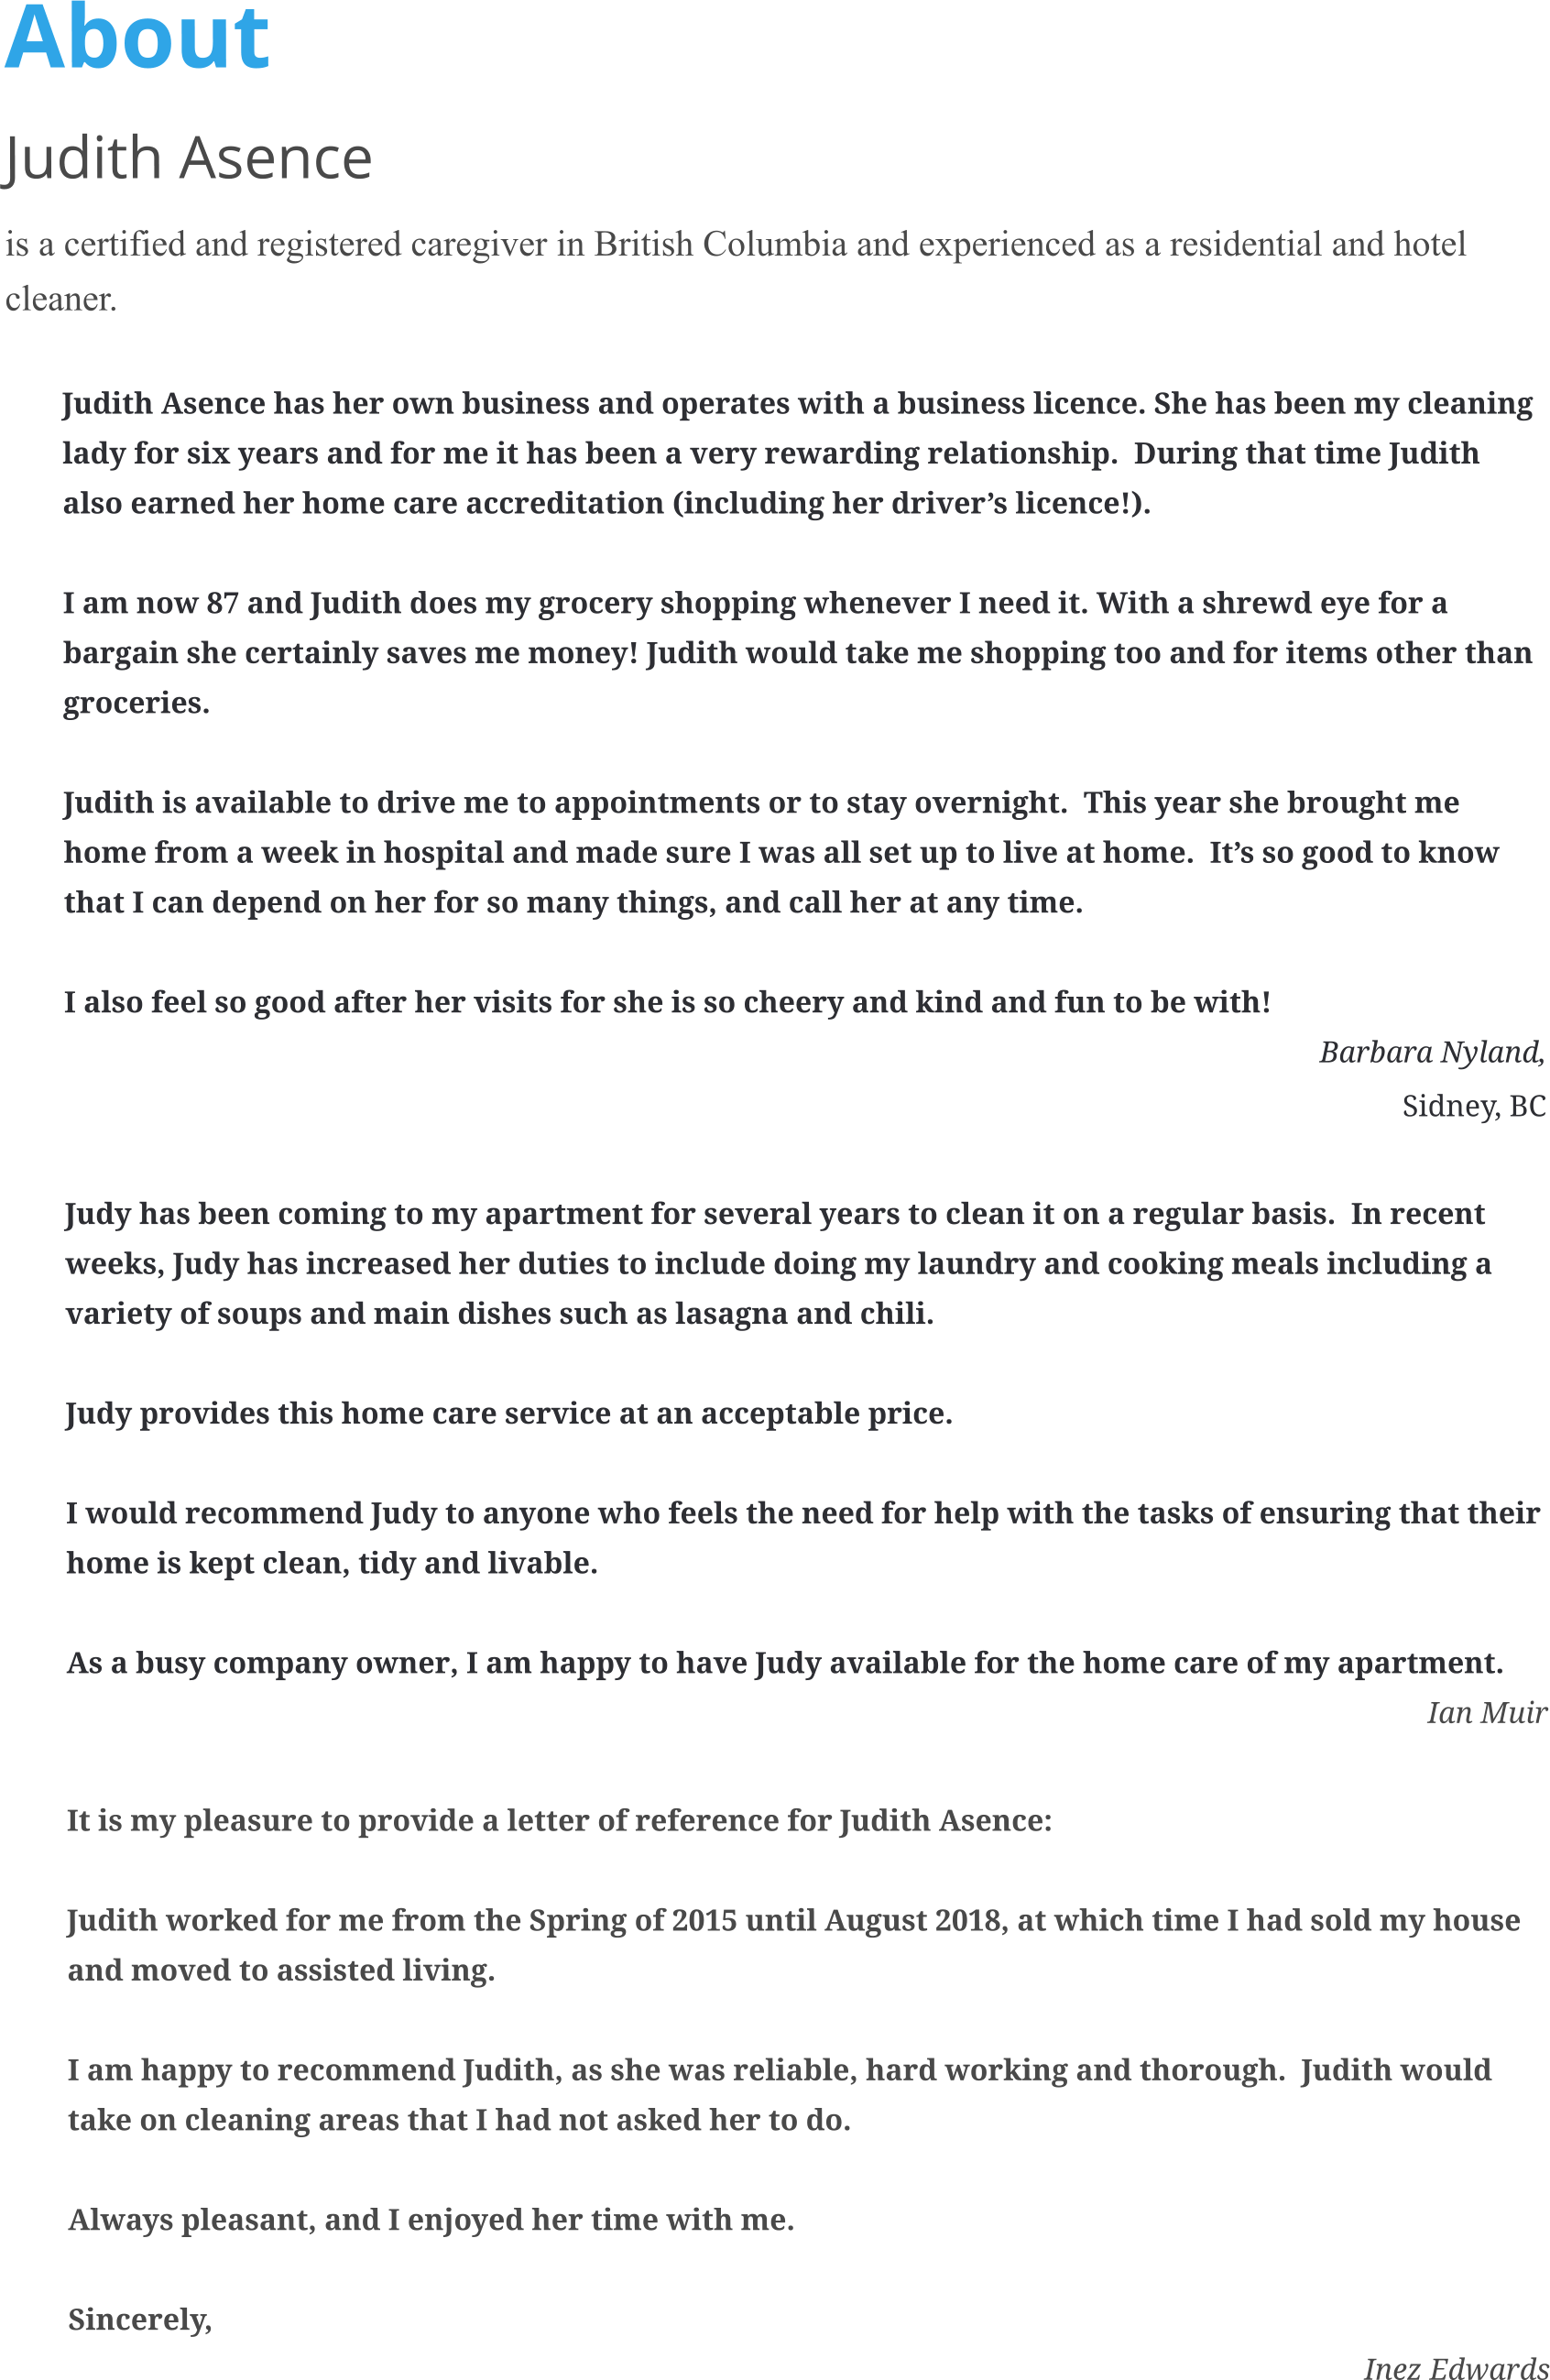 About
Judith Asence
is a certified and registered caregiver in British Columbia and experienced as a residential and hotel
cleaner.
Judith Asence has her own business and operates with a business licence. She has been my cleaning
lady for six years and for me it has been a very rewarding relationship.  During that time Judith
also earned her home care accreditation (including her driver’s licence!).
I am now 87 and Judith does my grocery shopping whenever I need it. With a shrewd eye for a
bargain she certainly saves me money! Judith would take me shopping too and for items other than
groceries.
Judith is available to drive me to appointments or to stay overnight.  This year she brought me
home from a week in hospital and made sure I was all set up to live at home.  It’s so good to know
that I can depend on her for so many things, and call her at any time.
I also feel so good after her visits for she is so cheery and kind and fun to be with!
Barbara Nyland,
Sidney, BC
Judy has been coming to my apartment for several years to clean it on a regular basis.  In recent
weeks, Judy has increased her duties to include doing my laundry and cooking meals including a
variety of soups and main dishes such as lasagna and chili.
Judy provides this home care service at an acceptable price.
I would recommend Judy to anyone who feels the need for help with the tasks of ensuring that their
home is kept clean, tidy and livable.
As a busy company owner, I am happy to have Judy available for the home care of my apartment.
Ian Muir
It is my pleasure to provide a letter of reference for Judith Asence:
Judith worked for me from the Spring of 2015 until August 2018, at which time I had sold my house
and moved to assisted living.
I am happy to recommend Judith, as she was reliable, hard working and thorough.  Judith would
take on cleaning areas that I had not asked her to do.
Always pleasant, and I enjoyed her time with me.
Sincerely,
Inez Edwards